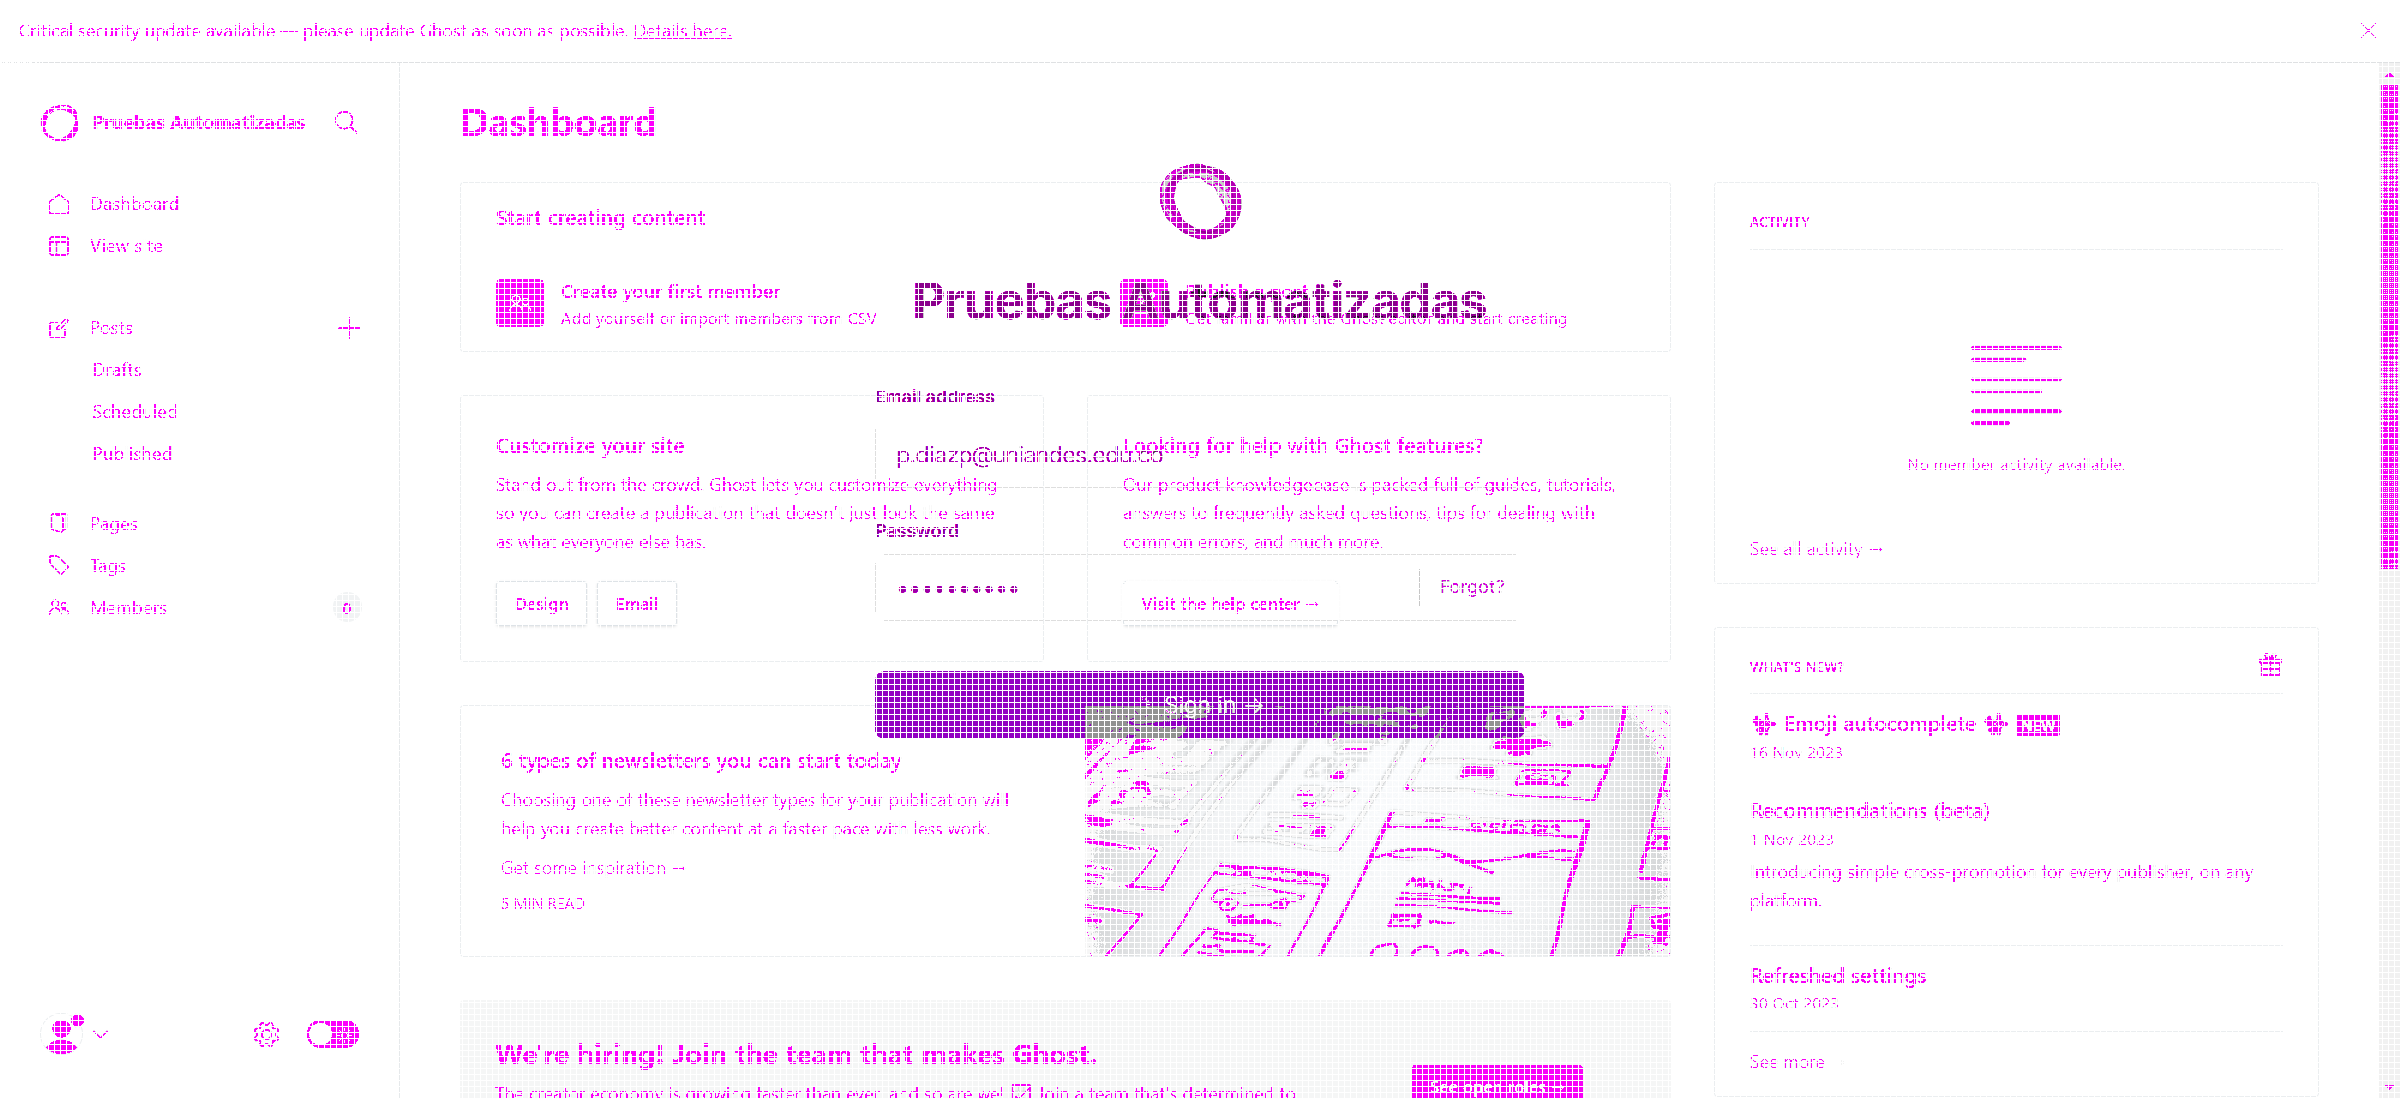 Critical security update available — please update Ghost as soon as possible. Details here.
Pruebas Automatizadas
Dashboard
View site
Posts
Drafts
Scheduled
Published
Pages
Tags
Members
0
Dashboard
Start creating content
Create your first member
Add yourself or import members from CSV
Publish a post
Get familiar with the Ghost editor and start creating
Pruebas Automatizadas
Email address
p.diazp@uniandes.edu.co
Password
Forgot?
Sign in →
Customize your site
Stand out from the crowd. Ghost lets you customize everything
so you can create a publication that doesn't just look the same
as what everyone else has.
Design
Email
Looking for help with Ghost features?
Our product knowledgebase is packed full of guides, tutorials,
answers to frequently asked questions, tips for dealing with
common errors, and much more.
Visit the help center →
6 types of newsletters you can start today
Choosing one of these newsletter types for your publication will
help you create better content at a faster pace with less work.
Get some inspiration →
5 MIN READ
We're hiring! Join the team that makes Ghost.
The creator economy is growing faster than ever, and so are we! Join a team that's determined to
See open roles
ACTIVITY
No member activity available.
See all activity →
WHAT'S NEW?
Emoji autocomplete NEW
16 Nov 2023
Recommendations (beta)
1 Nov 2023
Introducing simple cross-promotion for every publisher, on any
platform.
Refreshed settings
30 Oct 2023
See more